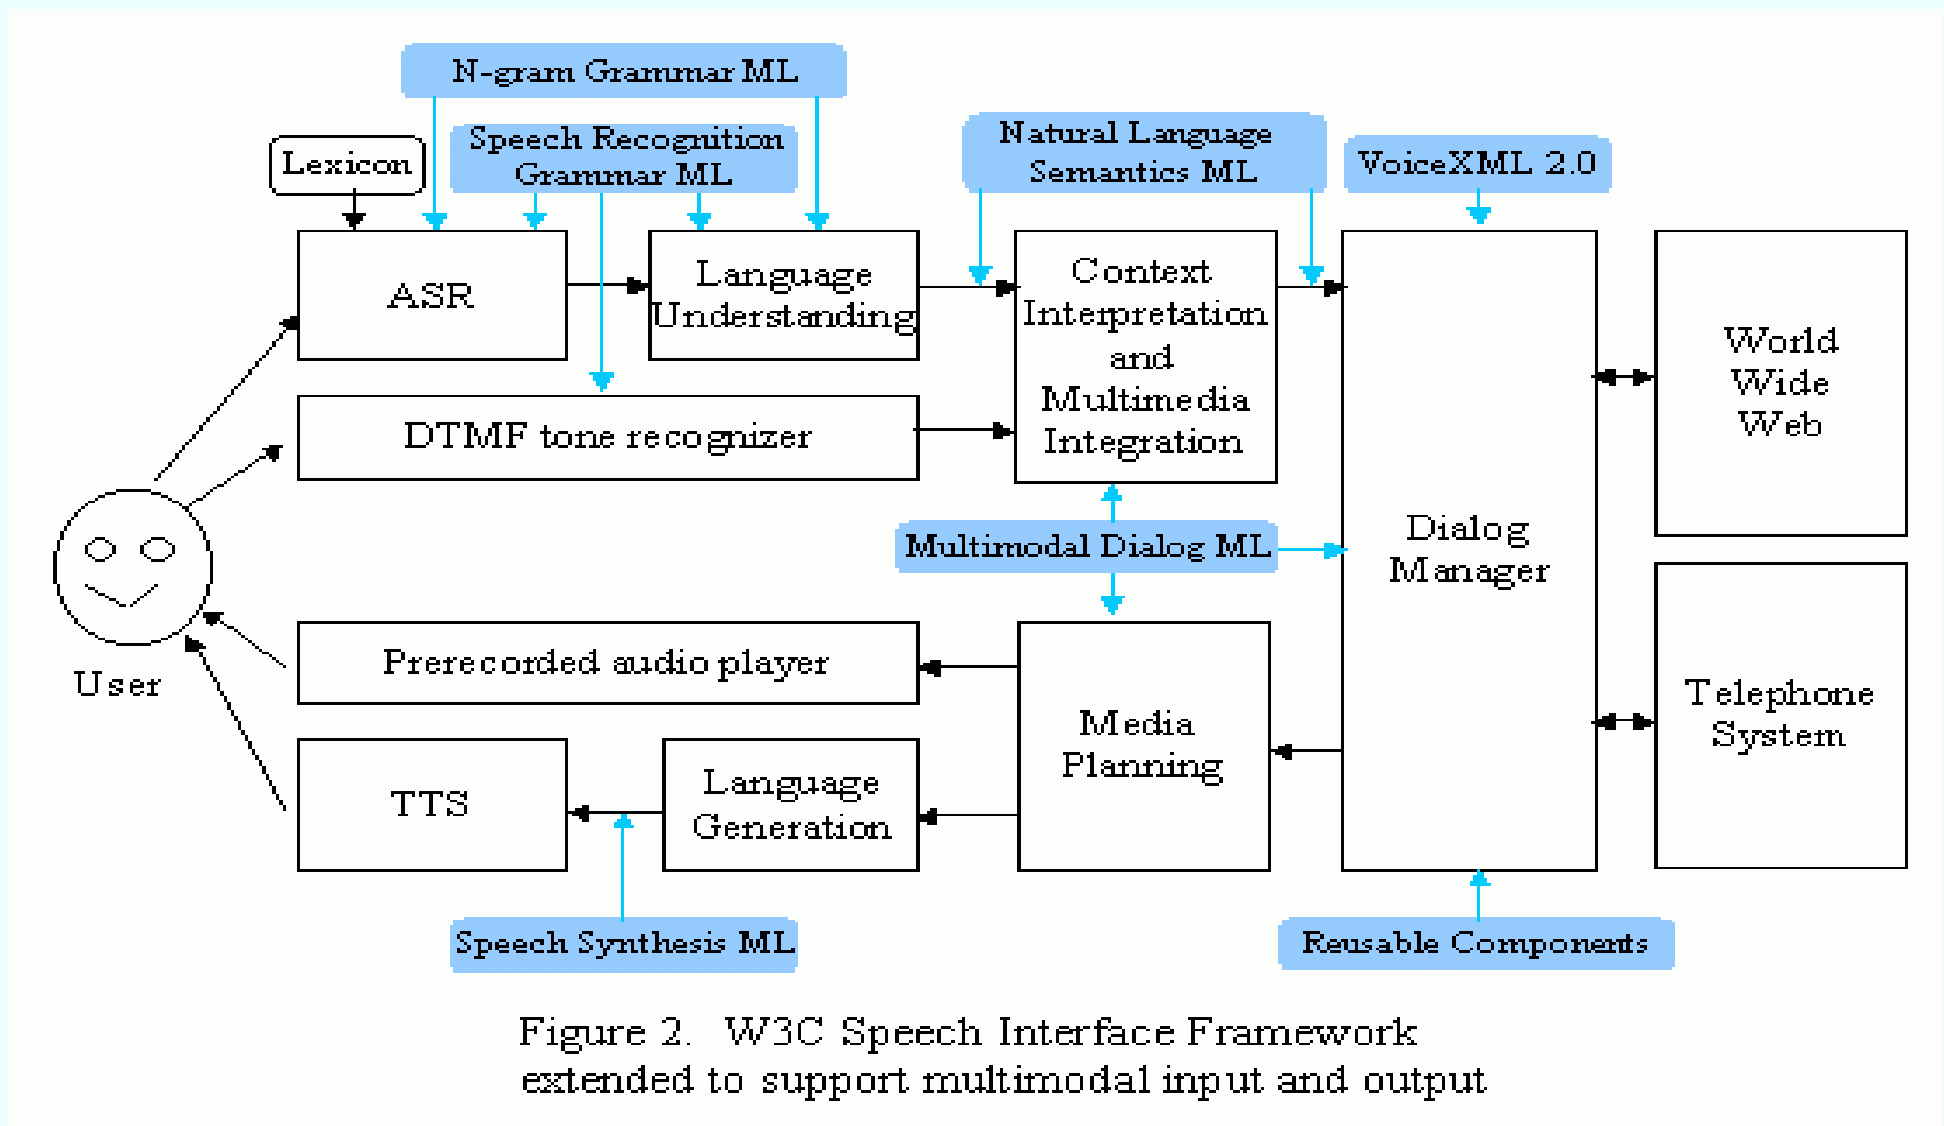 N-gram Grammar ML
Speech Recognition
Grammar ML
Natural Language
Semantics ML
VoiceXML 2.0
Lexicon
ASR
Language
Understanding
Context
Interpretation
and
Multimedia
Integration
World
Wide
Web
DTMF tone recognizer
Multimodal Dialog ML
Dialog
Manager
User
Prerecorded audio player
Media
Planning
Telephone
System
TTS
Language
Generation
Speech Synthesis ML
Reusable Components
Figure 2. W3C Speech Interface Framework
extended to support multimodal input and output